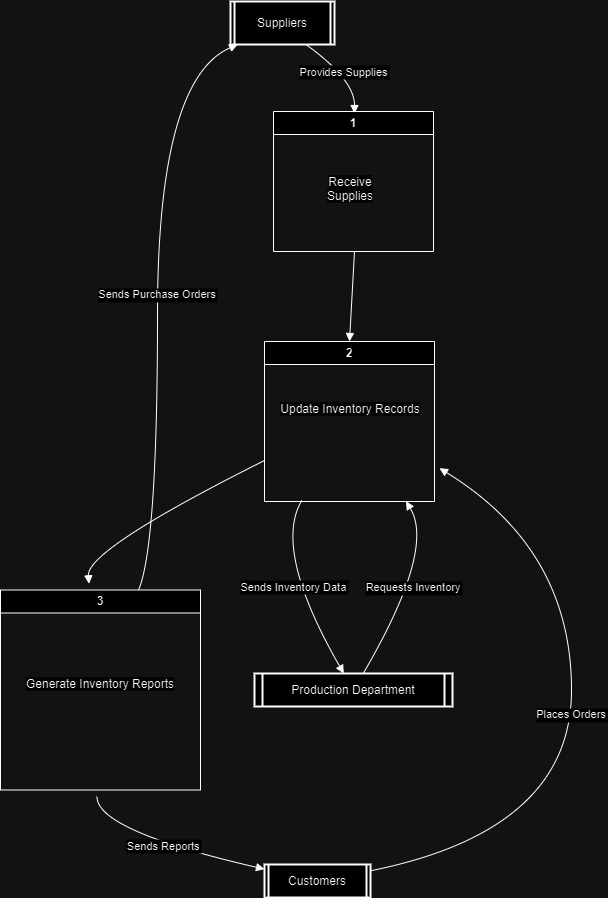 Suppliers
Provides Supplies
1
Receive
Supplies
Sends Purchase Orders
2
Update Inventory Records
Sends Inventory Data
Requests Inventory
3
Generate Inventory Reports
Production Department
Places Orders
Sends Reports
Customers